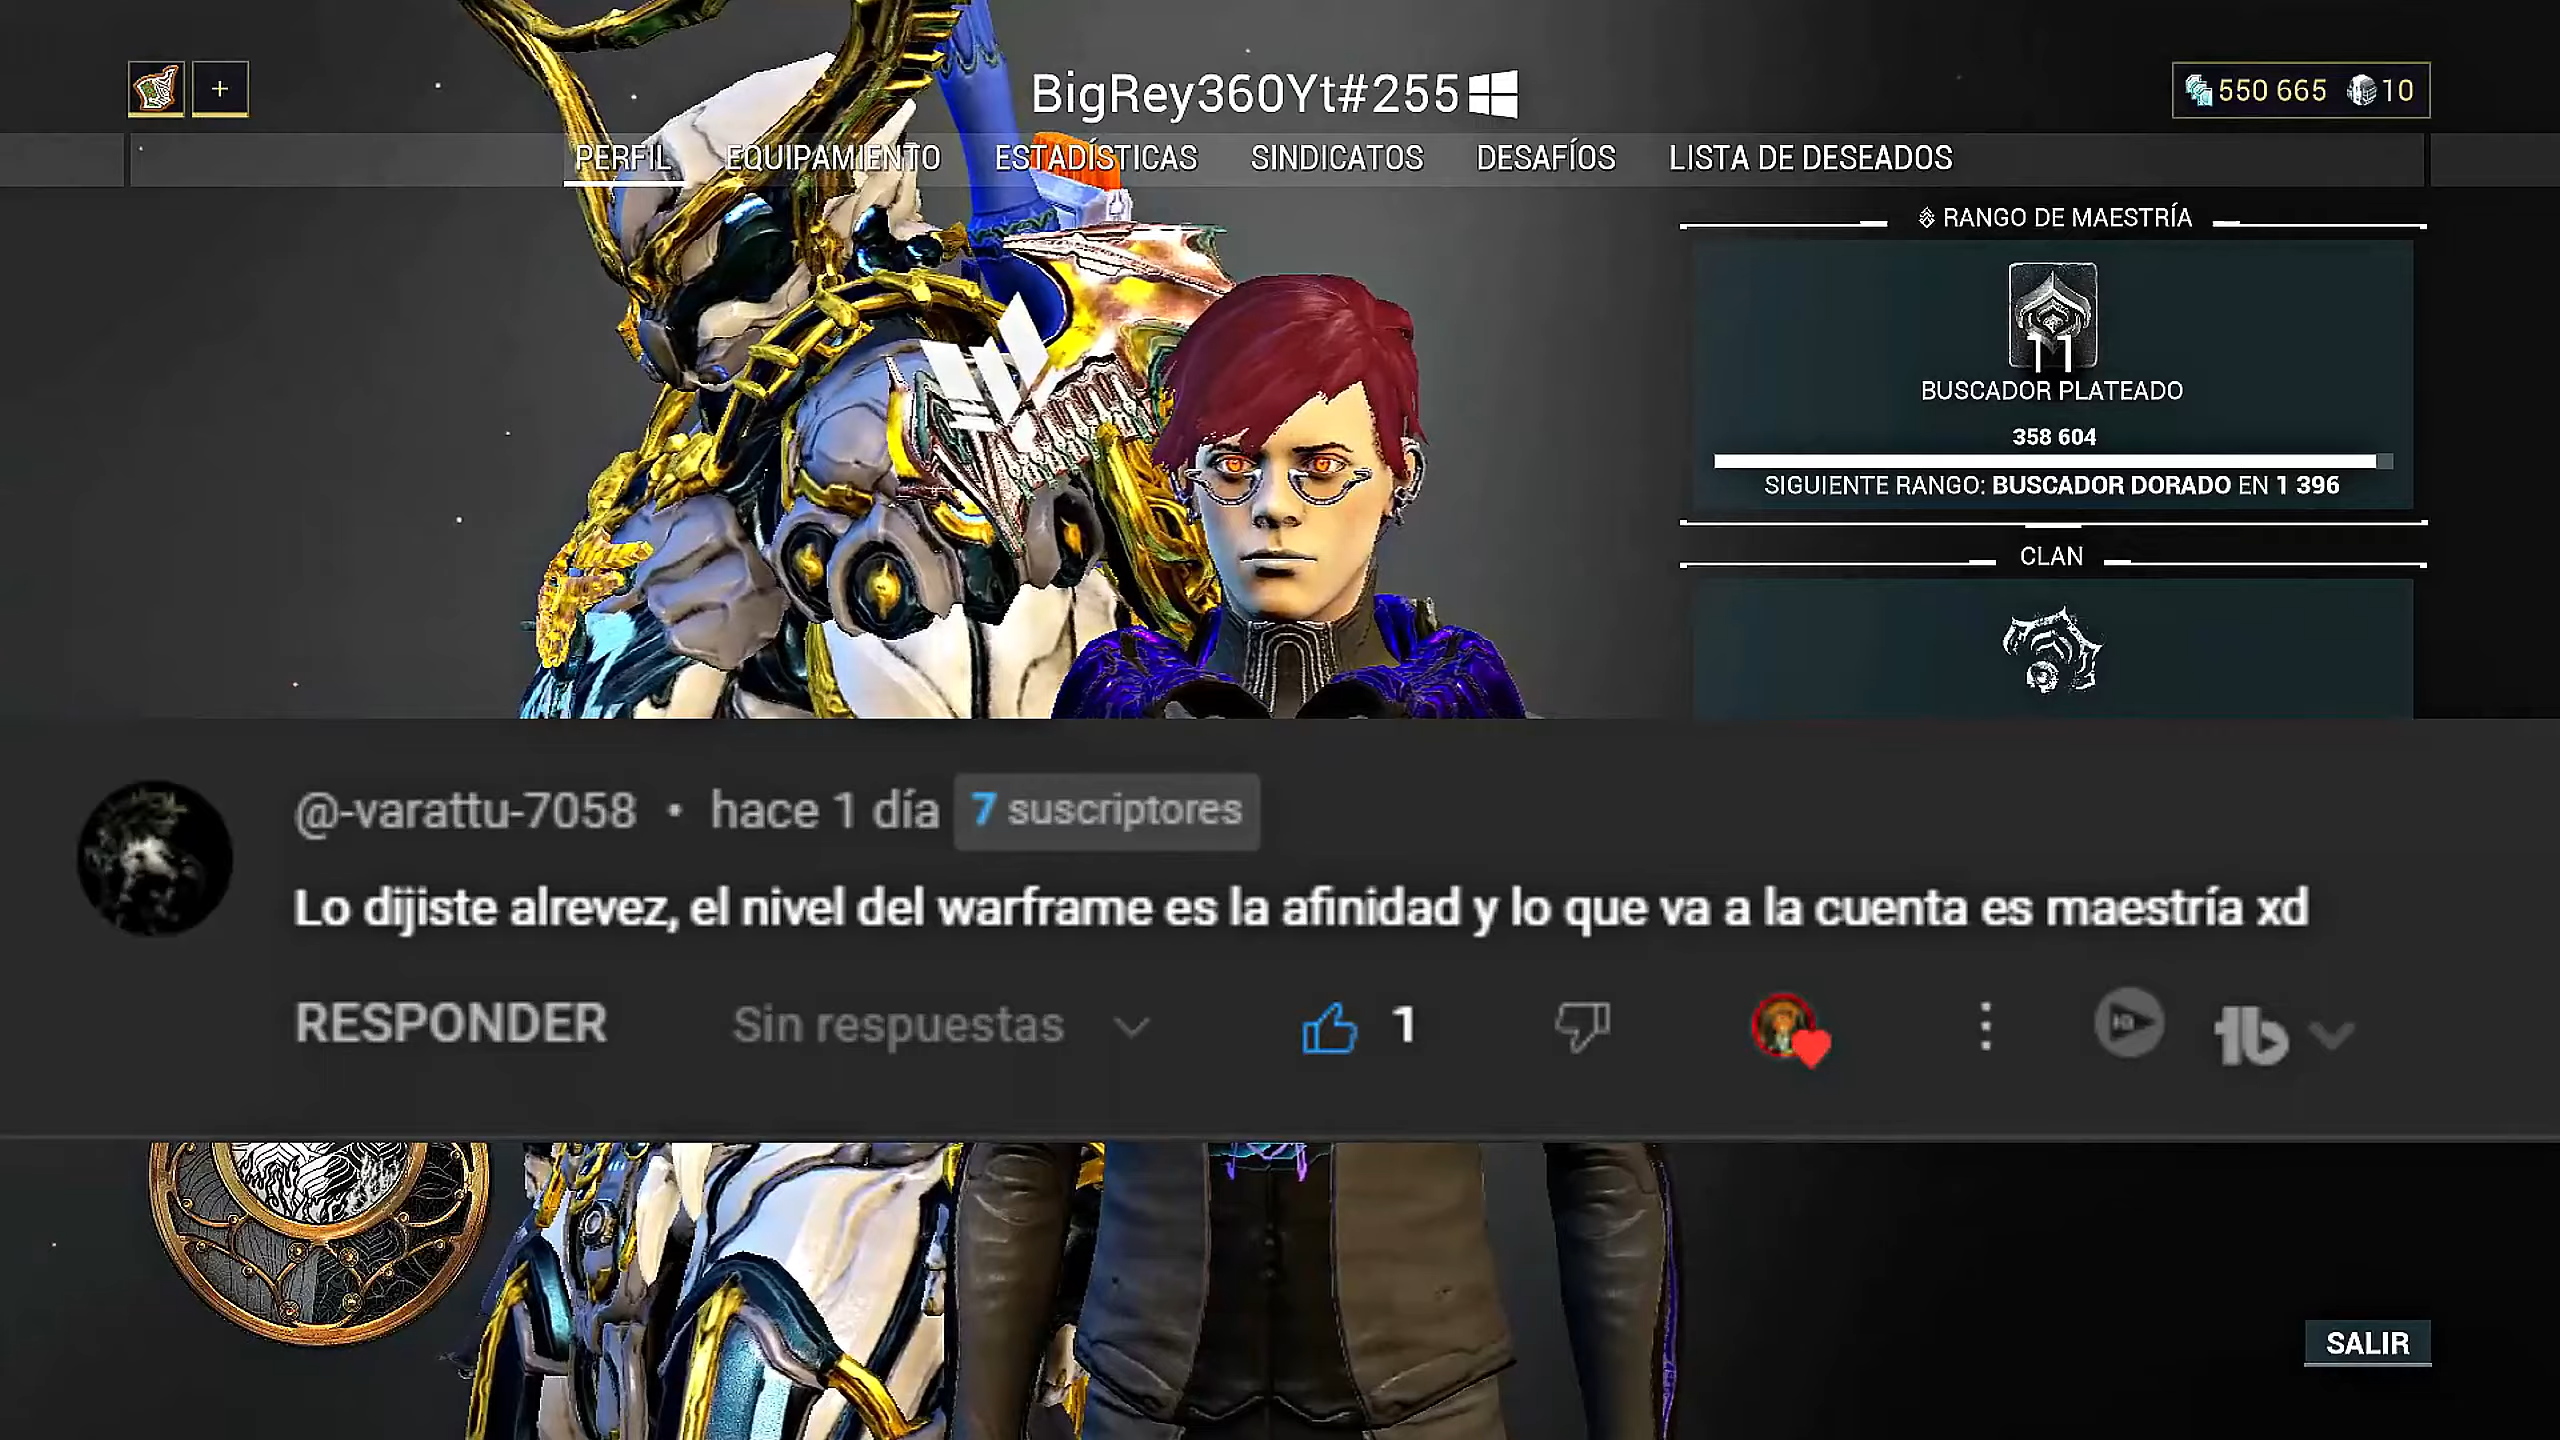 BigRey360Yt#255
550 665 10
PERFIL EQUIPAMIENTO ESTADÍSTICAS SINDICATOS DESAFÍOS LISTA DE DESEADOS
RANGO DE MAESTRÍA
11
BUSCADOR PLATEADO
358 604
SIGUIENTE RANGO: BUSCADOR DORADO EN 1 396
CLAN
@-varattu-7058 • hace 1 día 7 suscriptores
Lo dijiste alrevez, el nivel del warframe es la afinidad y lo que va a la cuenta es maestría xd
RESPONDER Sin respuestas 1
SALIR